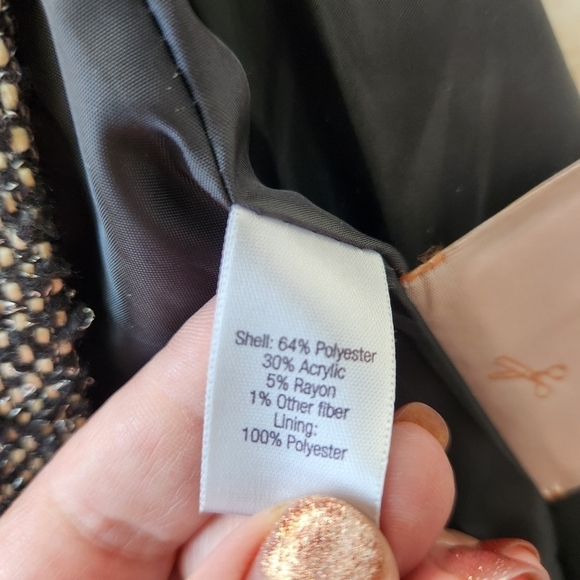 Shell: 64% Polyester
30% Acrylic
5% Rayon
1% Other fiber
Lining:
100% Polyester